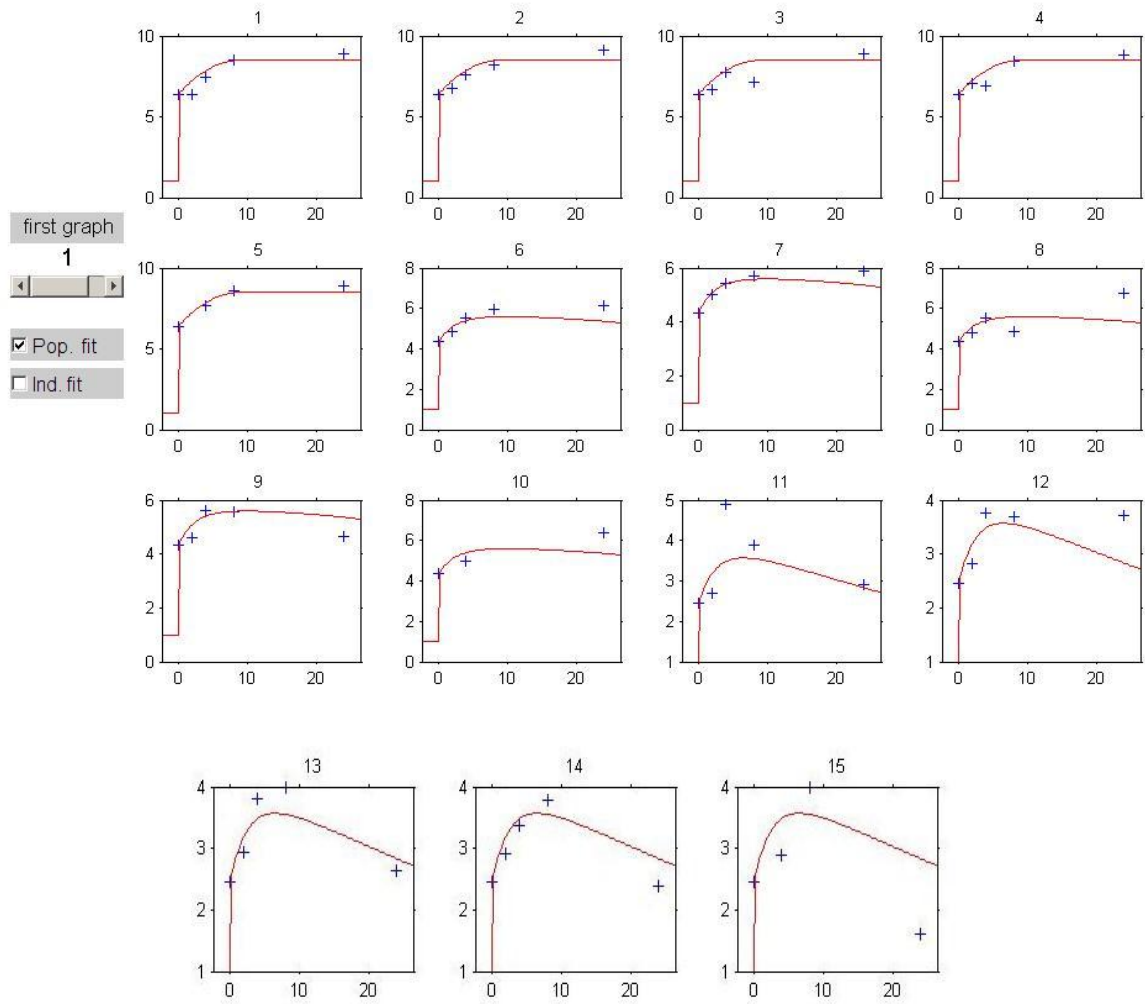 1 2 3 4
10 10 10 10
5 5 5 5
0 0 0 0
0 10 20 0 10 20 0 10 20 0 10 20
first graph
1
Pop. fit
Ind. fit
5 6 7 8
10 8 6 8
6 4 6
5 4 4
2 2 2
0 0 0 0
0 10 20 0 10 20 0 10 20 0 10 20
9 10 11 12
6 8 5 4
6 4
4 4 3 3
2 2 2 2
0 0 1 1
0 10 20 0 10 20 0 10 20 0 10 20
13 14 15
4 4 4
3 3 3
2 2 2
1 1 1
0 10 20 0 10 20 0 10 20